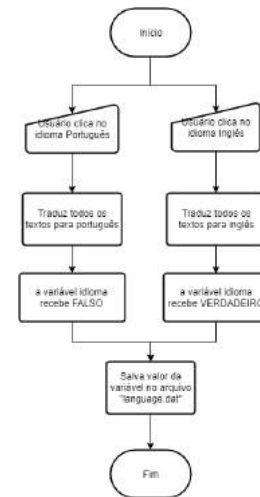 Início
Usuário clica no
idioma Português
Usuário clica no
idioma Inglês
Traduz todos os
textos para português
Traduz todos os
textos para inglês
a variável idioma
recebe FALSO
a variável idioma
recebe VERDADEIRO
Salva valor da
variável no arquivo
"language.dat"
Fim